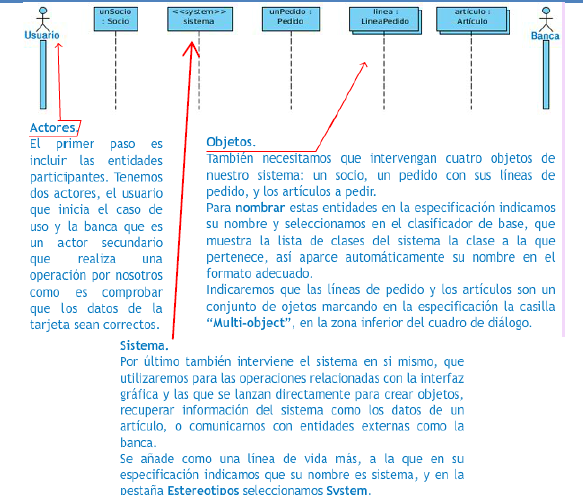 unSocio : Socio
<<system>> sistema
unPedido : Pedido
linea : LineaPedido
articulo : Artículo
Usuario
Banca
Actores.
El primer paso es
incluir las entidades
participantes. Tenemos
dos actores, el usuario
que inicia el caso de
uso y la banca que es
un actor secundario
que realiza una
operación por nosotros
como es comprobar
que los datos de la
tarjeta sean correctos.
Objetos.
También necesitamos que intervengan cuatro objetos de
nuestro sistema: un socio, un pedido con sus líneas de
pedido, y los artículos a pedir.
Para nombrar estas entidades en la especificación indicamos
su nombre y seleccionamos en el clasificador de base, que
muestra la lista de clases del sistema la clase a la que
pertenece, así aparece automáticamente su nombre en el
formato adecuado.
Indicaremos que las líneas de pedido y los artículos son un
conjunto de ojetos marcando en la especificación la casilla
“Multi-object”, en la zona inferior del cuadro de diálogo.
Sistema.
Por último también interviene el sistema en si mismo, que
utilizaremos para las operaciones relacionadas con la interfaz
gráfica y las que se lanzan directamente para crear objetos,
recuperar información del sistema como los datos de un
artículo, o comunicarnos con entidades externas como la
banca.
Se añade como una línea de vida más, a la que en su
especificación indicamos que su nombre es sistema, y en la
pestaña Estereotipos seleccionamos System.